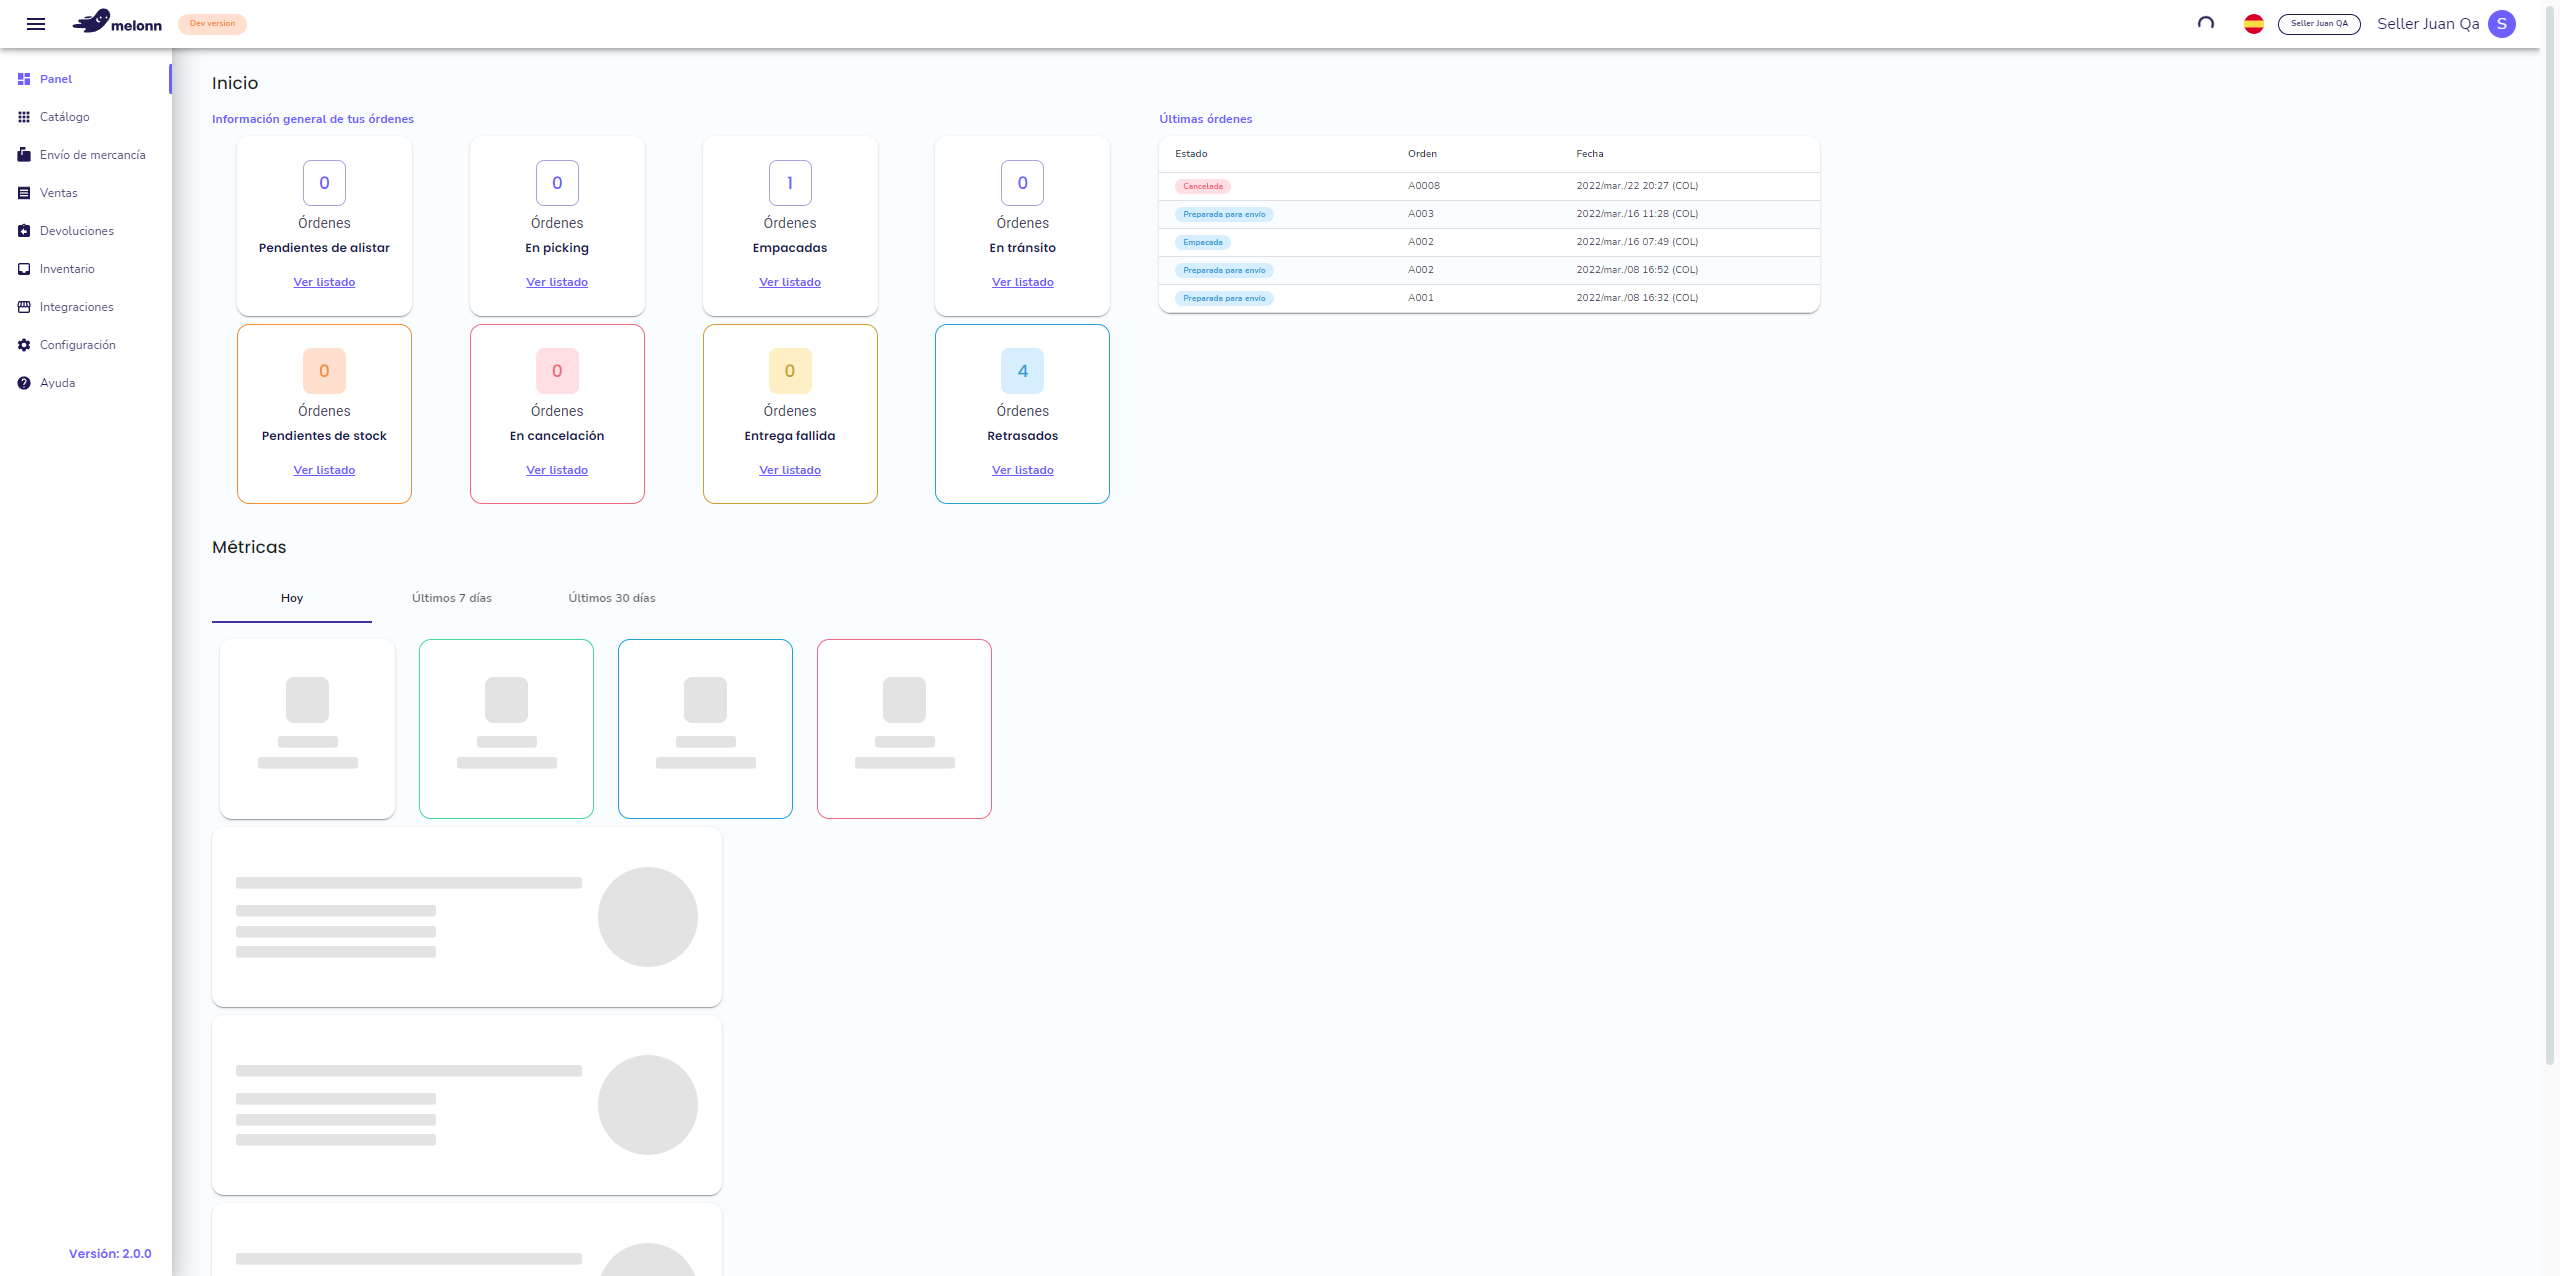 melonn
Dev version
Seller Juan QA
Seller Juan Qa
S
Panel
Catálogo
Envío de mercancía
Ventas
Devoluciones
Inventario
Integraciones
Configuración
Ayuda
Versión: 2.0.0
Inicio
Información general de tus órdenes
0
Órdenes
Pendientes de alistar
Ver listado
0
Órdenes
En picking
Ver listado
1
Órdenes
Empacadas
Ver listado
0
Órdenes
En tránsito
Ver listado
0
Órdenes
Pendientes de stock
Ver listado
0
Órdenes
En cancelación
Ver listado
0
Órdenes
Entrega fallida
Ver listado
4
Órdenes
Retrasados
Ver listado
Últimas órdenes
Estado Orden Fecha
Cancelada A0008 2022/mar./22 20:27 (COL)
Preparada para envío A003 2022/mar./16 11:28 (COL)
Empacada A002 2022/mar./16 07:49 (COL)
Preparada para envío A002 2022/mar./08 16:52 (COL)
Preparada para envío A001 2022/mar./08 16:32 (COL)
Métricas
Hoy Últimos 7 días Últimos 30 días